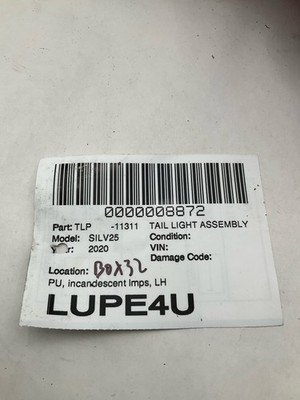 0000008872
Part: TLP -11311 TAIL LIGHT ASSEMBLY
Model: SILV25 Condition:
2020 VIN:
Damage Code:
Location: BOX32
PU, incandescent lmps, LH
LUPE4U